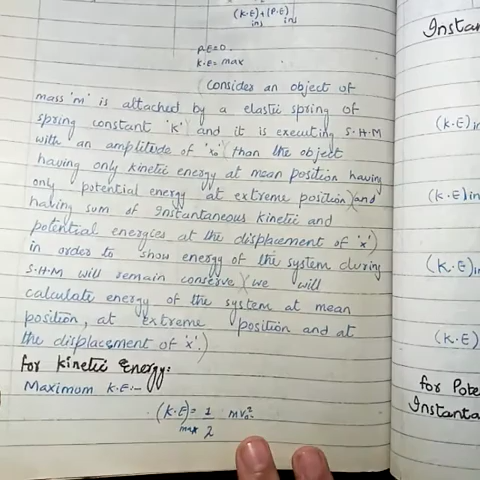 (K.E) + (P.E)
ins ins
P.E=0.
K.E= max
(Consider an object of
mass 'm' is attached by a elastic spring of
spring constant 'K') and it is executing S.H.M
with an amplitude of 'x₀') than the object
having only kinetic energy at mean position having
only potential energy at extreme position) and
having sum of Instantaneous kinetic and
potential energies at the displacement of 'x')
in order to show energy of the system during
S.H.M will remain conserve) we will
calculate energy of the system at mean
position, at extreme position and at
the displacement of 'x'.)
for kinetic Energy:
Maximum K.E:-
(K.E)max = 1/2 mv₀²
Instan
(K.E)in
(K.E)in
(K.E)in
(K.E)
for Pote
Instanta